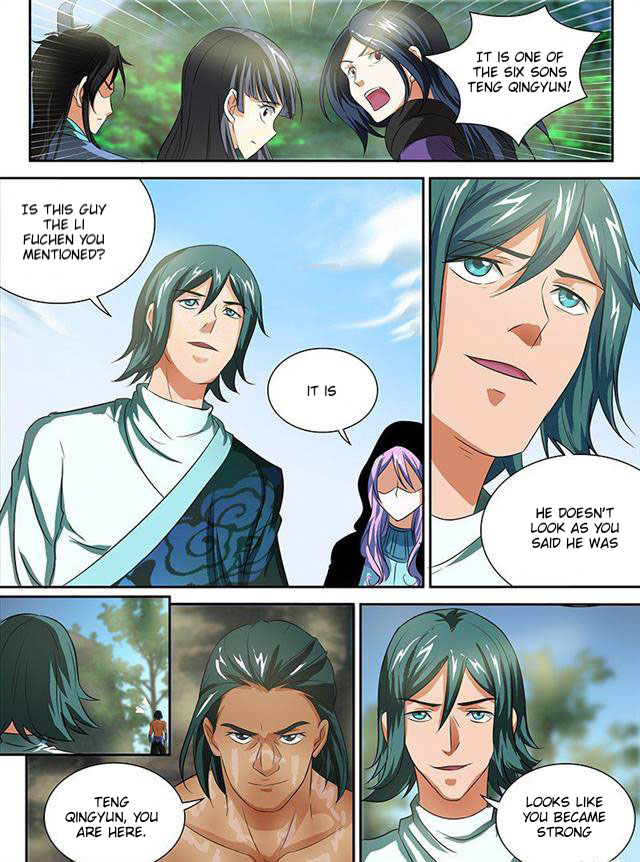 IT IS ONE OF
THE SIX SONS
TENG QINGYUN!
IS THIS GUY
THE LI
FUCHEN YOU
MENTIONED?
IT IS
HE DOESN'T
LOOK AS YOU
SAID HE WAS
TENG
QINGYUN, YOU
ARE HERE.
LOOKS LIKE
YOU BECAME
STRONG